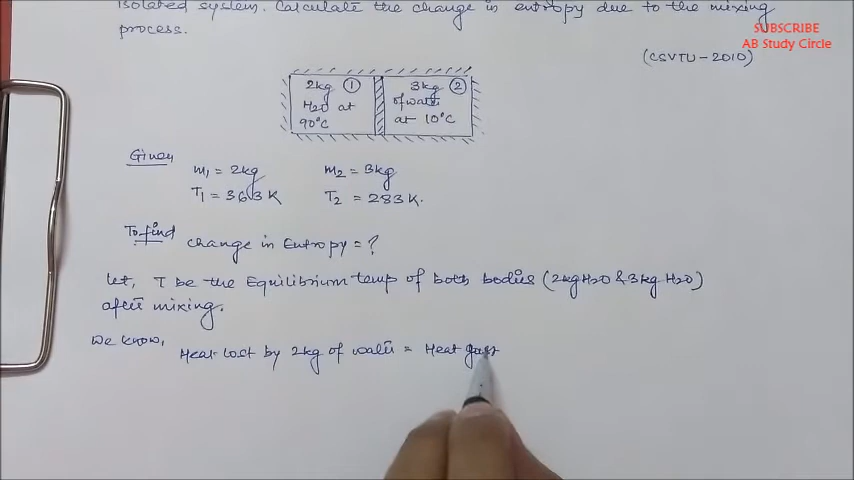 isolated system. Calculate the change in entropy due to the mixing
process.
SUBSCRIBE
AB Study Circle
(CSVTU-2010)
2kg ①
H2O at
90°C
3kg ②
of water
at 10°C
Given,
m1 = 2kg m2 = 3kg
T1 = 363 K T2 = 283 K.
To find
change in Entropy = ?
let, T be the Equilibrium temp of both bodies (2kg H2O & 3kg H2O)
after mixing.
We know,
Heat lost by 2kg of water = Heat